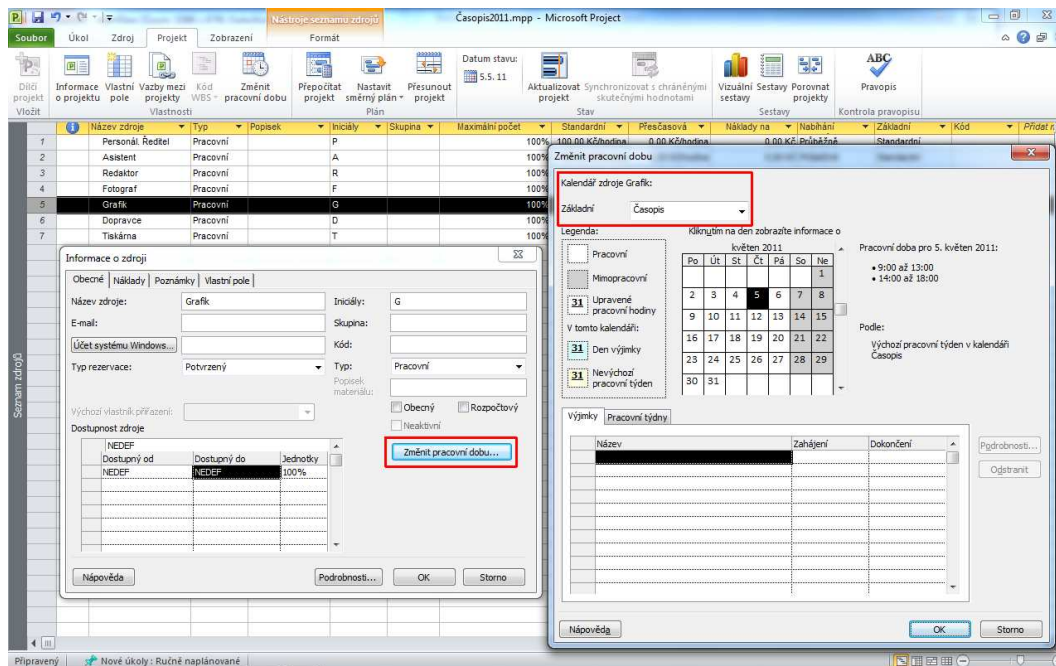 Nástroje seznamu zdrojů
Časopis2011.mpp - Microsoft Project
Soubor Úkol Zdroj Projekt Zobrazení Formát
Dílčí projekt
Informace o projektu
Vlastní pole
Vazby mezi projekty
Kód WBS
Změnit pracovní dobu
Přepočítat projekt
Nastavit směrný plán
Přesunout projekt
Datum stavu:
5.5. 11
Aktualizovat projekt
Synchronizovat s chráněnými skutečnými hodnotami
Vizuální sestavy
Sestavy
Porovnat projekty
ABC
Pravopis
Vložit Vlastnosti Plán Stav Sestavy Kontrola pravopisu
Název zdroje Typ Popisek Iniciály Skupina Maximální počet Standardní Přesčasová Náklady na Nabíhání Základní Kód Přidat n
1 Personál. Ředitel Pracovní P 100% 100,00 Kč/hodina 0,00 Kč/hodina 0,00 Kč Průběžně Standardní
2 Asistent Pracovní A 100%
3 Redaktor Pracovní R 100%
4 Fotograf Pracovní F 100%
5 Grafik Pracovní G 100%
6 Dopravce Pracovní D 100%
7 Tiskárna Pracovní T 100%
Seznam zdrojů
Informace o zdroji
Obecné Náklady Poznámky Vlastní pole
Název zdroje: Grafik Iniciály: G
E-mail: Skupina:
Účet systému Windows... Kód:
Typ rezervace: Potvrzený Typ: Pracovní
Popisek materiálu:
Výchozí vlastník přiřazení: Obecný Rozpočtový
Neaktivní
Dostupnost zdroje
Změnit pracovní dobu...
NEDEF
Dostupný od Dostupný do Jednotky
NEDEF NEDEF 100%
Nápověda Podrobnosti... OK Storno
Změnit pracovní dobu
Kalendář zdroje Grafik:
Základní Časopis
Legenda:
Pracovní
Mimopracovní
31 Upravené pracovní hodiny
V tomto kalendáři:
31 Den výjimky
31 Nevýchozí pracovní týden
Kliknutím na den zobrazíte informace o
květen 2011
Po Út St Čt Pá So Ne
1
2 3 4 5 6 7 8
9 10 11 12 13 14 15
16 17 18 19 20 21 22
23 24 25 26 27 28 29
30 31
Pracovní doba pro 5. květen 2011:
• 9:00 až 13:00
• 14:00 až 18:00
Podle:
Výchozí pracovní týden v kalendáři
Časopis
Výjimky Pracovní týdny
Název Zahájení Dokončení
Podrobnosti...
Odstranit
Nápověda OK Storno
Připravený Nové úkoly : Ručně naplánované